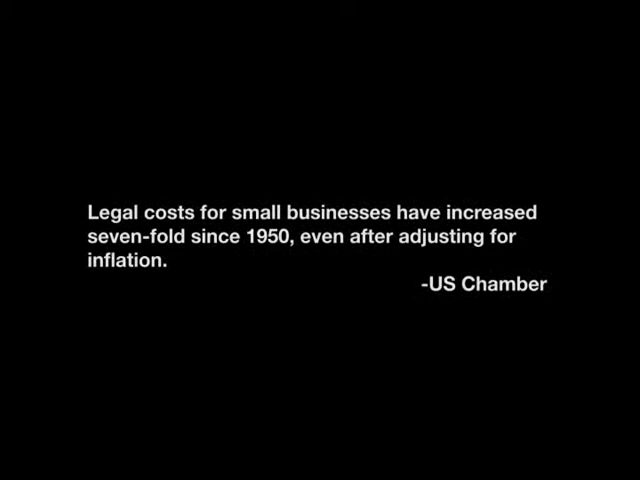 Legal costs for small businesses have increased
seven-fold since 1950, even after adjusting for
inflation.
-US Chamber